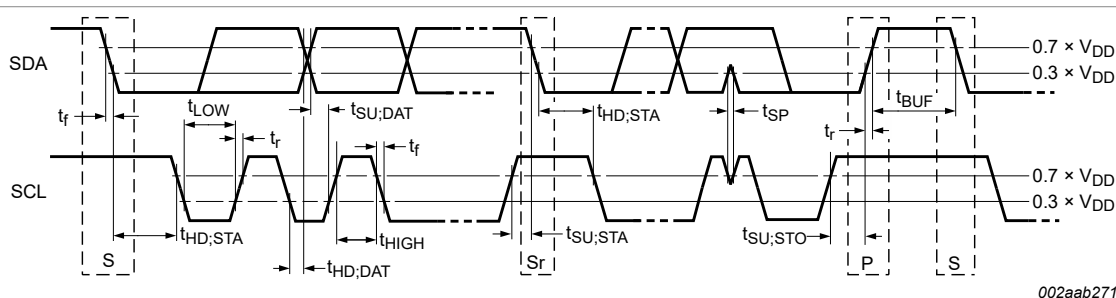 SDA
0.7 × VDD
0.3 × VDD
tf
tLOW
tr
tSU;DAT
tf
tHD;STA
tSP
tr
tBUF
SCL
0.7 × VDD
0.3 × VDD
tHD;STA
tHD;DAT
tHIGH
tSU;STA
tSU;STO
S
Sr
P
S
002aab271